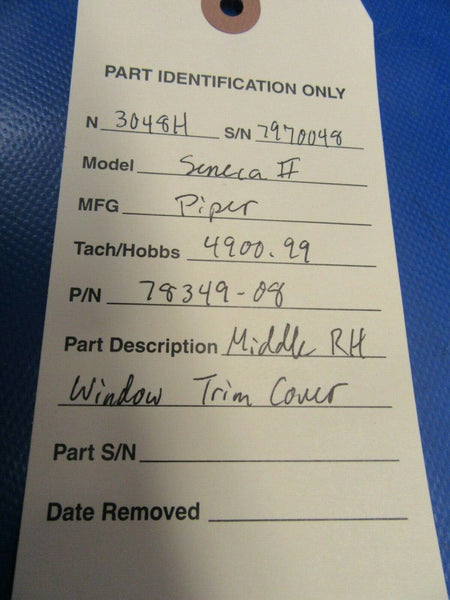 PART IDENTIFICATION ONLY
N 3048H S/N 7970048
Model Seneca II
MFG Piper
Tach/Hobbs 4900.99
P/N 78349-08
Part Description Middle RH
Window Trim Cover
Part S/N
Date Removed